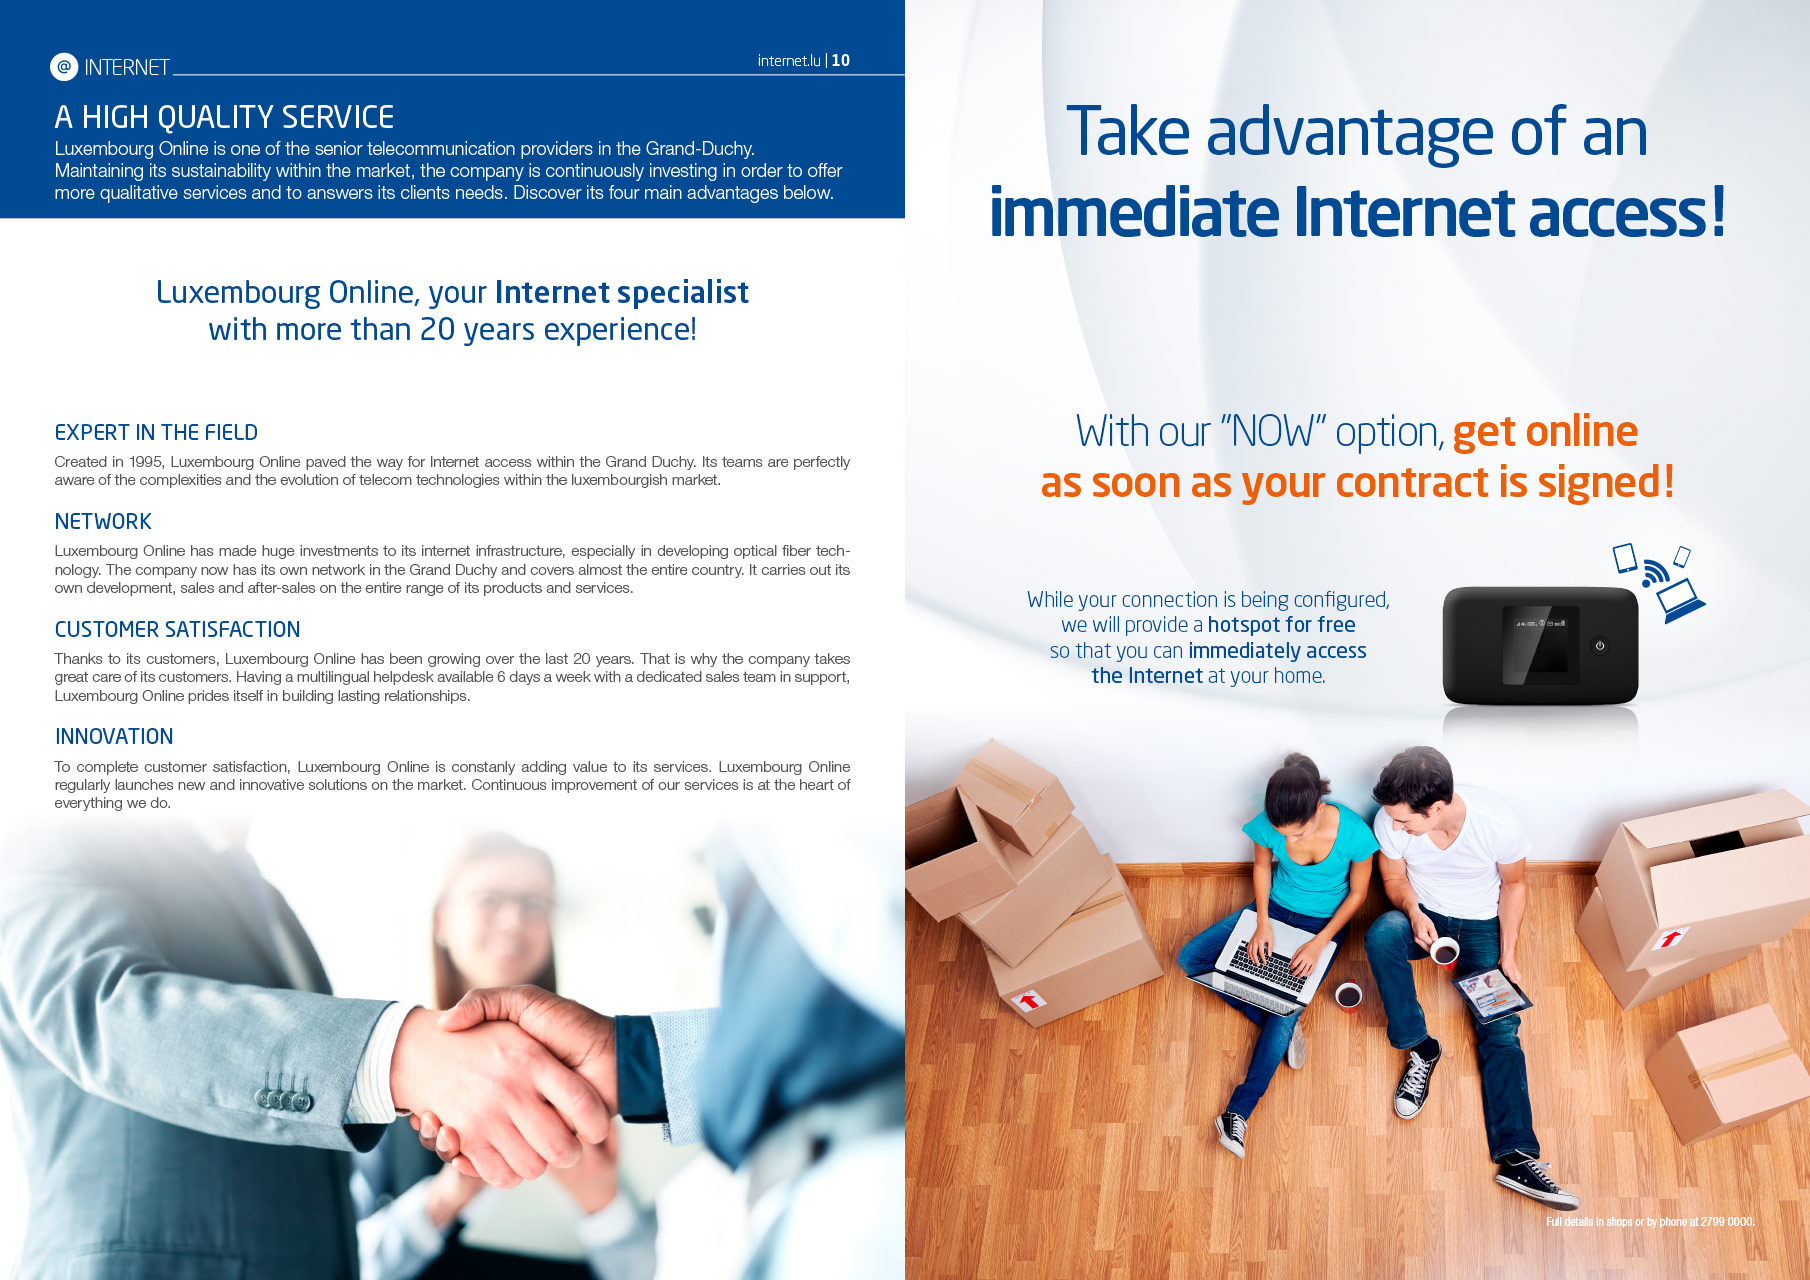 @ INTERNET
internet.lu | 10
A HIGH QUALITY SERVICE
Luxembourg Online is one of the senior telecommunication providers in the Grand-Duchy.
Maintaining its sustainability within the market, the company is continuously investing in order to offer
more qualitative services and to answers its clients needs. Discover its four main advantages below.
Luxembourg Online, your Internet specialist
with more than 20 years experience!
EXPERT IN THE FIELD
Created in 1995, Luxembourg Online paved the way for Internet access within the Grand Duchy. Its teams are perfectly
aware of the complexities and the evolution of telecom technologies within the luxembourgish market.
NETWORK
Luxembourg Online has made huge investments to its internet infrastructure, especially in developing optical fiber tech-
nology. The company now has its own network in the Grand Duchy and covers almost the entire country. It carries out its
own development, sales and after-sales on the entire range of its products and services.
CUSTOMER SATISFACTION
Thanks to its customers, Luxembourg Online has been growing over the last 20 years. That is why the company takes
great care of its customers. Having a multilingual helpdesk available 6 days a week with a dedicated sales team in support,
Luxembourg Online prides itself in building lasting relationships.
INNOVATION
To complete customer satisfaction, Luxembourg Online is constanly adding value to its services. Luxembourg Online
regularly launches new and innovative solutions on the market. Continuous improvement of our services is at the heart of
everything we do.
Take advantage of an
immediate Internet access!
With our "NOW" option, get online
as soon as your contract is signed!
While your connection is being configured,
we will provide a hotspot for free
so that you can immediately access
the Internet at your home.
Full details in shops or by phone at 2799 0000.